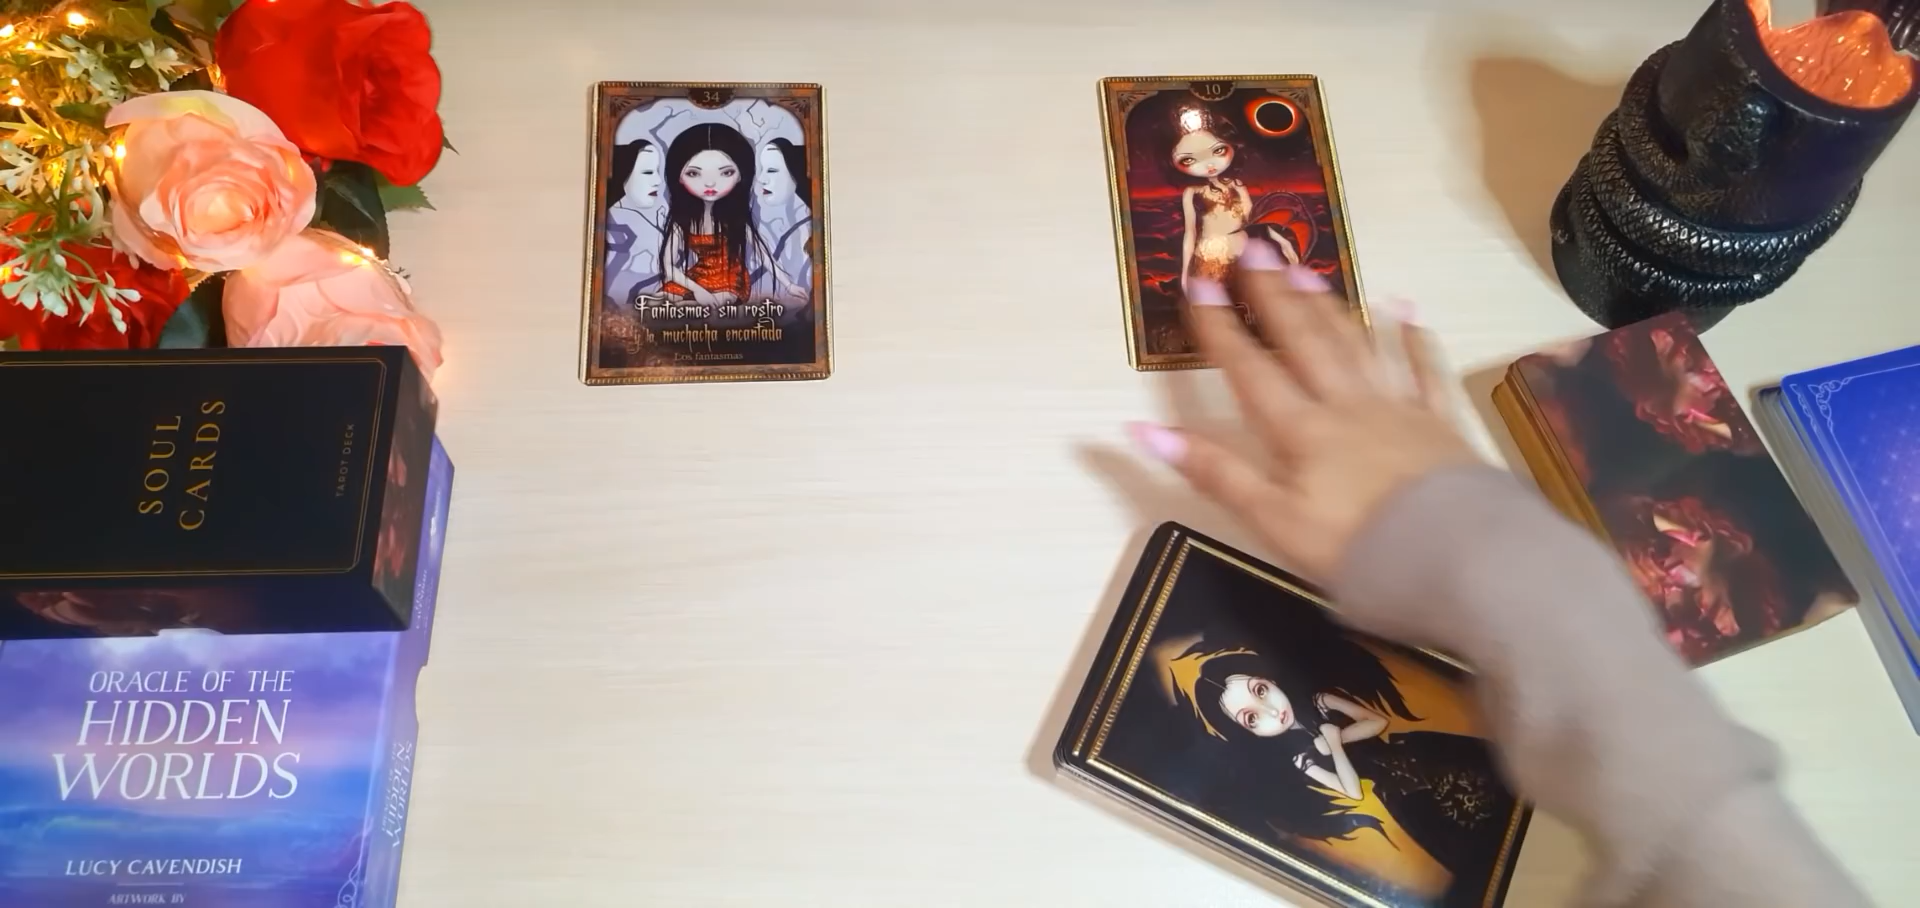 34
Fantasmas sin rostro
y la muchacha encantada
Los fantasmas
10
SOUL
CARDS
TAROT DECK
ORACLE OF THE
HIDDEN
WORLDS
LUCY CAVENDISH
ARTWORK BY